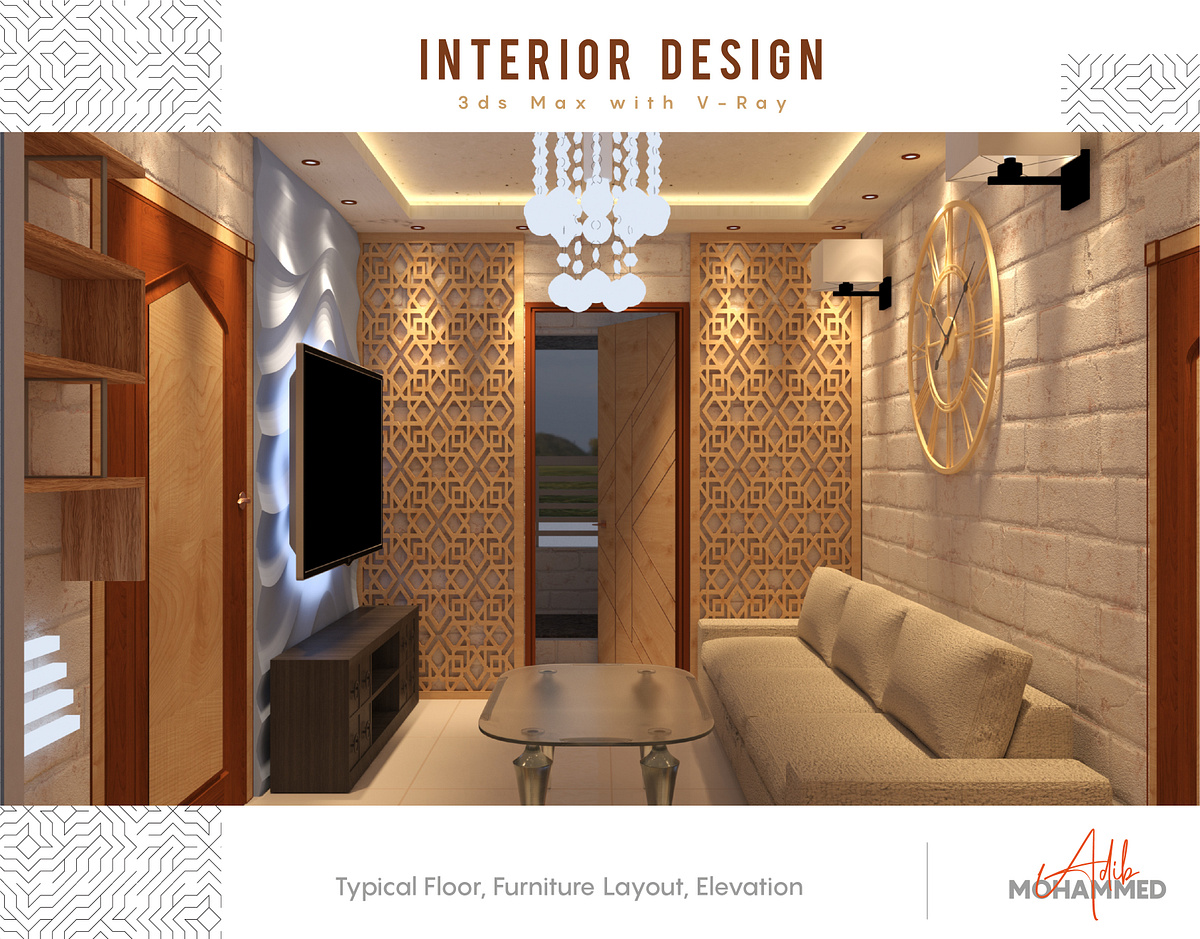 INTERIOR DESIGN
3ds Max with V-Ray
Typical Floor, Furniture Layout, Elevation
Adib
MOHAMMED